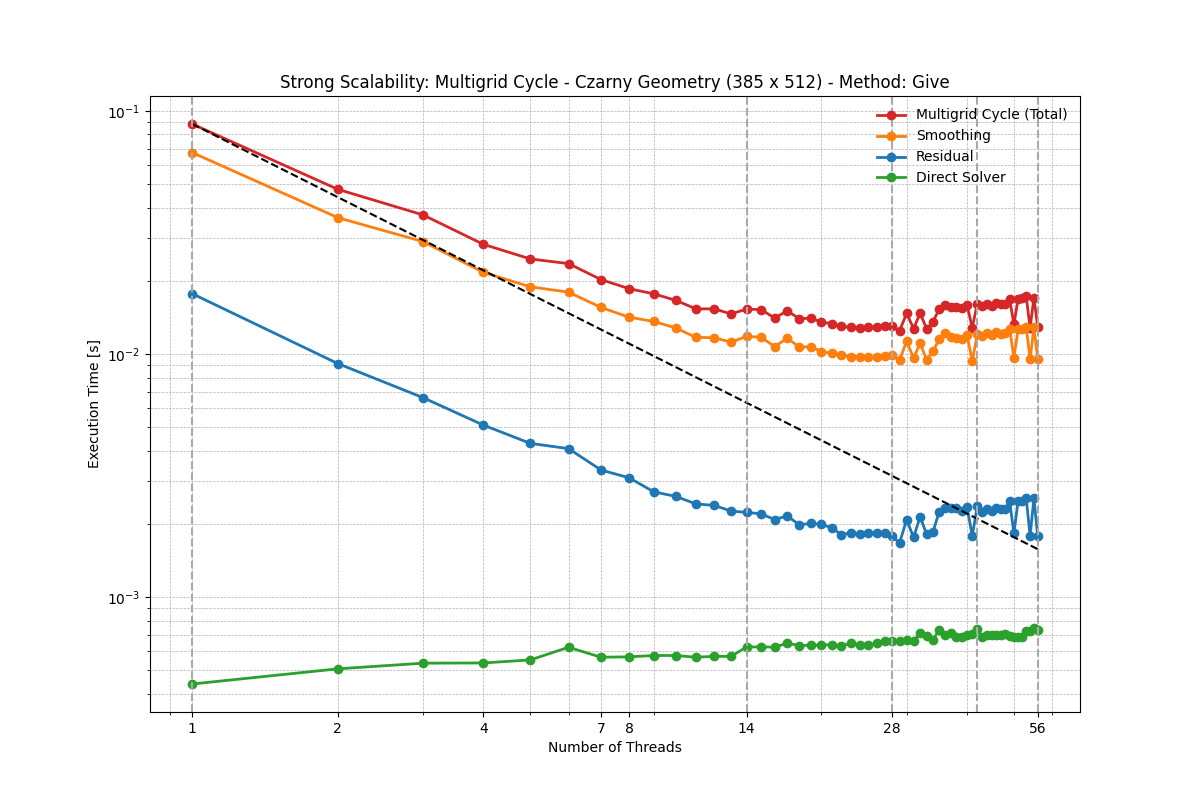 Strong Scalability: Multigrid Cycle - Czarny Geometry (385 x 512) - Method: Give
Multigrid Cycle (Total)
Smoothing
Residual
Direct Solver
Execution Time [s]
10⁻¹
10⁻²
10⁻³
1 2 4 7 8 14 28 56
Number of Threads